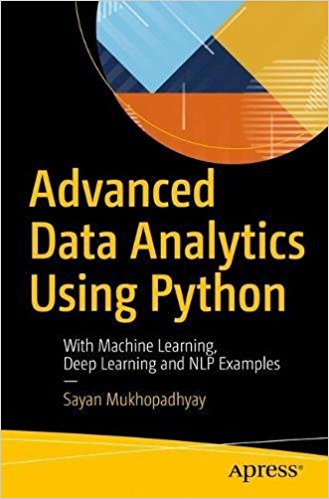 Advanced
Data Analytics
Using Python
With Machine Learning,
Deep Learning and NLP Examples
—
Sayan Mukhopadhyay
Apress®